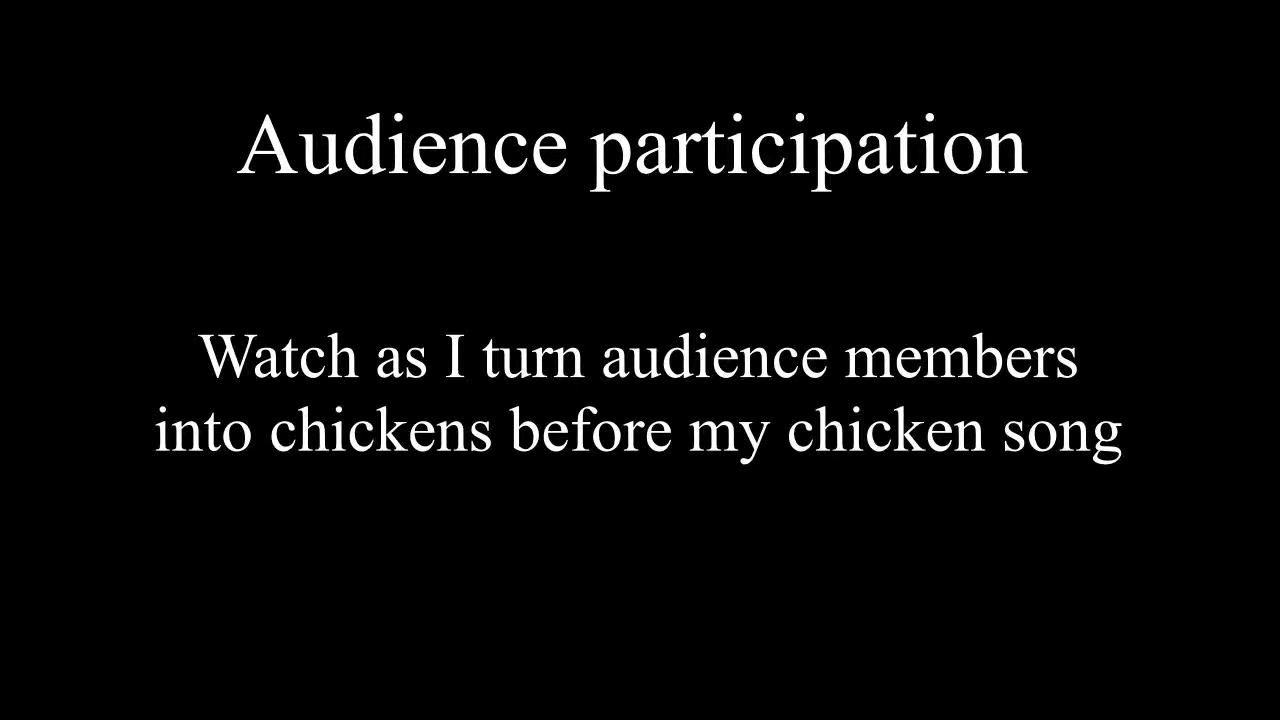 Audience participation
Watch as I turn audience members
into chickens before my chicken song